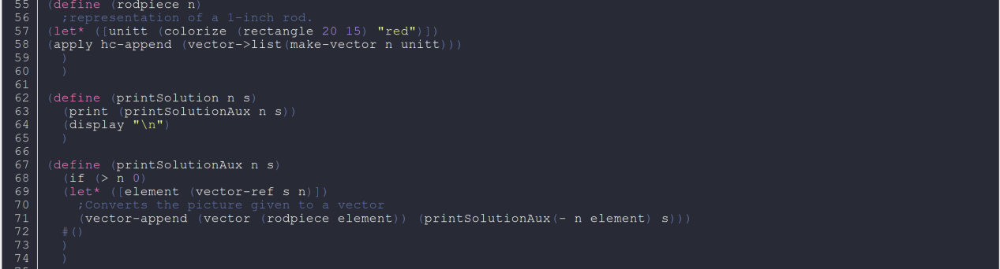 55 (define (rodpiece n)
56   ;representation of a 1-inch rod.
57 (let* ([unitt (colorize (rectangle 20 15) "red")])
58 (apply hc-append (vector->list(make-vector n unitt)))
59   )
60   )
61
62 (define (printSolution n s)
63   (print (printSolutionAux n s))
64   (display "\n")
65   )
66
67 (define (printSolutionAux n s)
68   (if (> n 0)
69   (let* ([element (vector-ref s n)])
70     ;Converts the picture given to a vector
71     (vector-append (vector (rodpiece element)) (printSolutionAux(- n element) s)))
72   #()
73   )
74   )